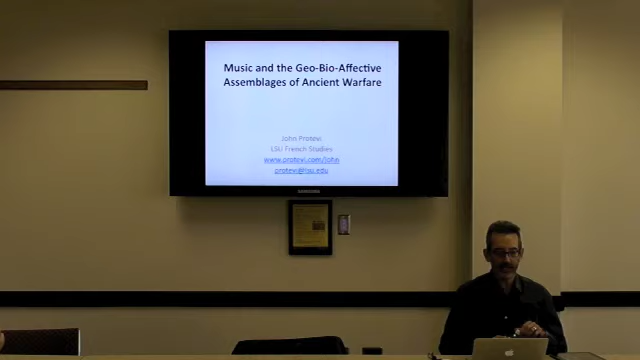 Music and the Geo-Bio-Affective
Assemblages of Ancient Warfare
John Protevi
LSU French Studies
www.protevi.com/john
protevi@lsu.edu
SAMSUNG